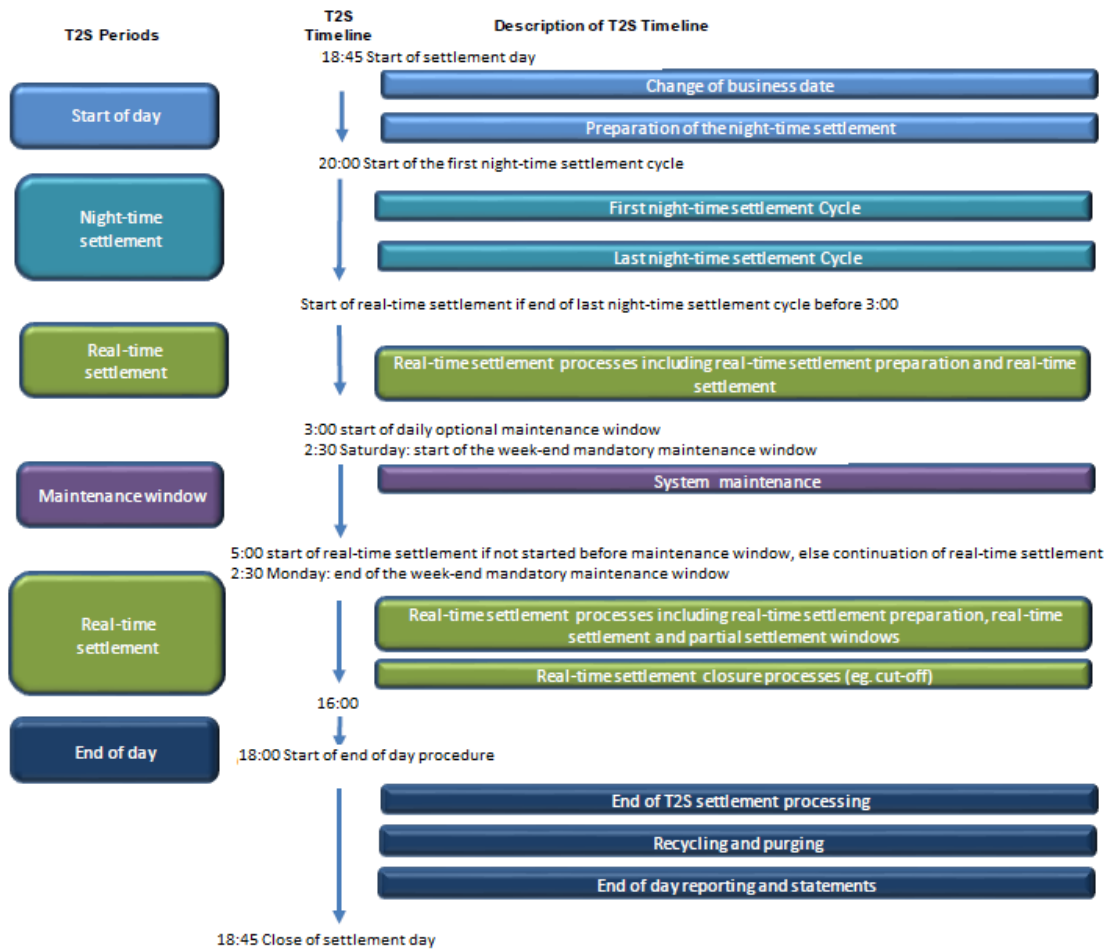 T2S Periods
T2S
Timeline
Description of T2S Timeline
18:45 Start of settlement day
Start of day
Change of business date
Preparation of the night-time settlement
20:00 Start of the first night-time settlement cycle
Night-time
settlement
First night-time settlement Cycle
Last night-time settlement Cycle
Start of real-time settlement if end of last night-time settlement cycle before 3:00
Real-time
settlement
Real-time settlement processes including real-time settlement preparation and real-time
settlement
3:00 start of daily optional maintenance window
2:30 Saturday: start of the week-end mandatory maintenance window
Maintenance window
System maintenance
5:00 start of real-time settlement if not started before maintenance window, else continuation of real-time settlement
2:30 Monday: end of the week-end mandatory maintenance window
Real-time
settlement
Real-time settlement processes including real-time settlement preparation, real-time
settlement and partial settlement windows
Real-time settlement closure processes (eg. cut-off)
16:00
End of day
18:00 Start of end of day procedure
End of T2S settlement processing
Recycling and purging
End of day reporting and statements
18:45 Close of settlement day